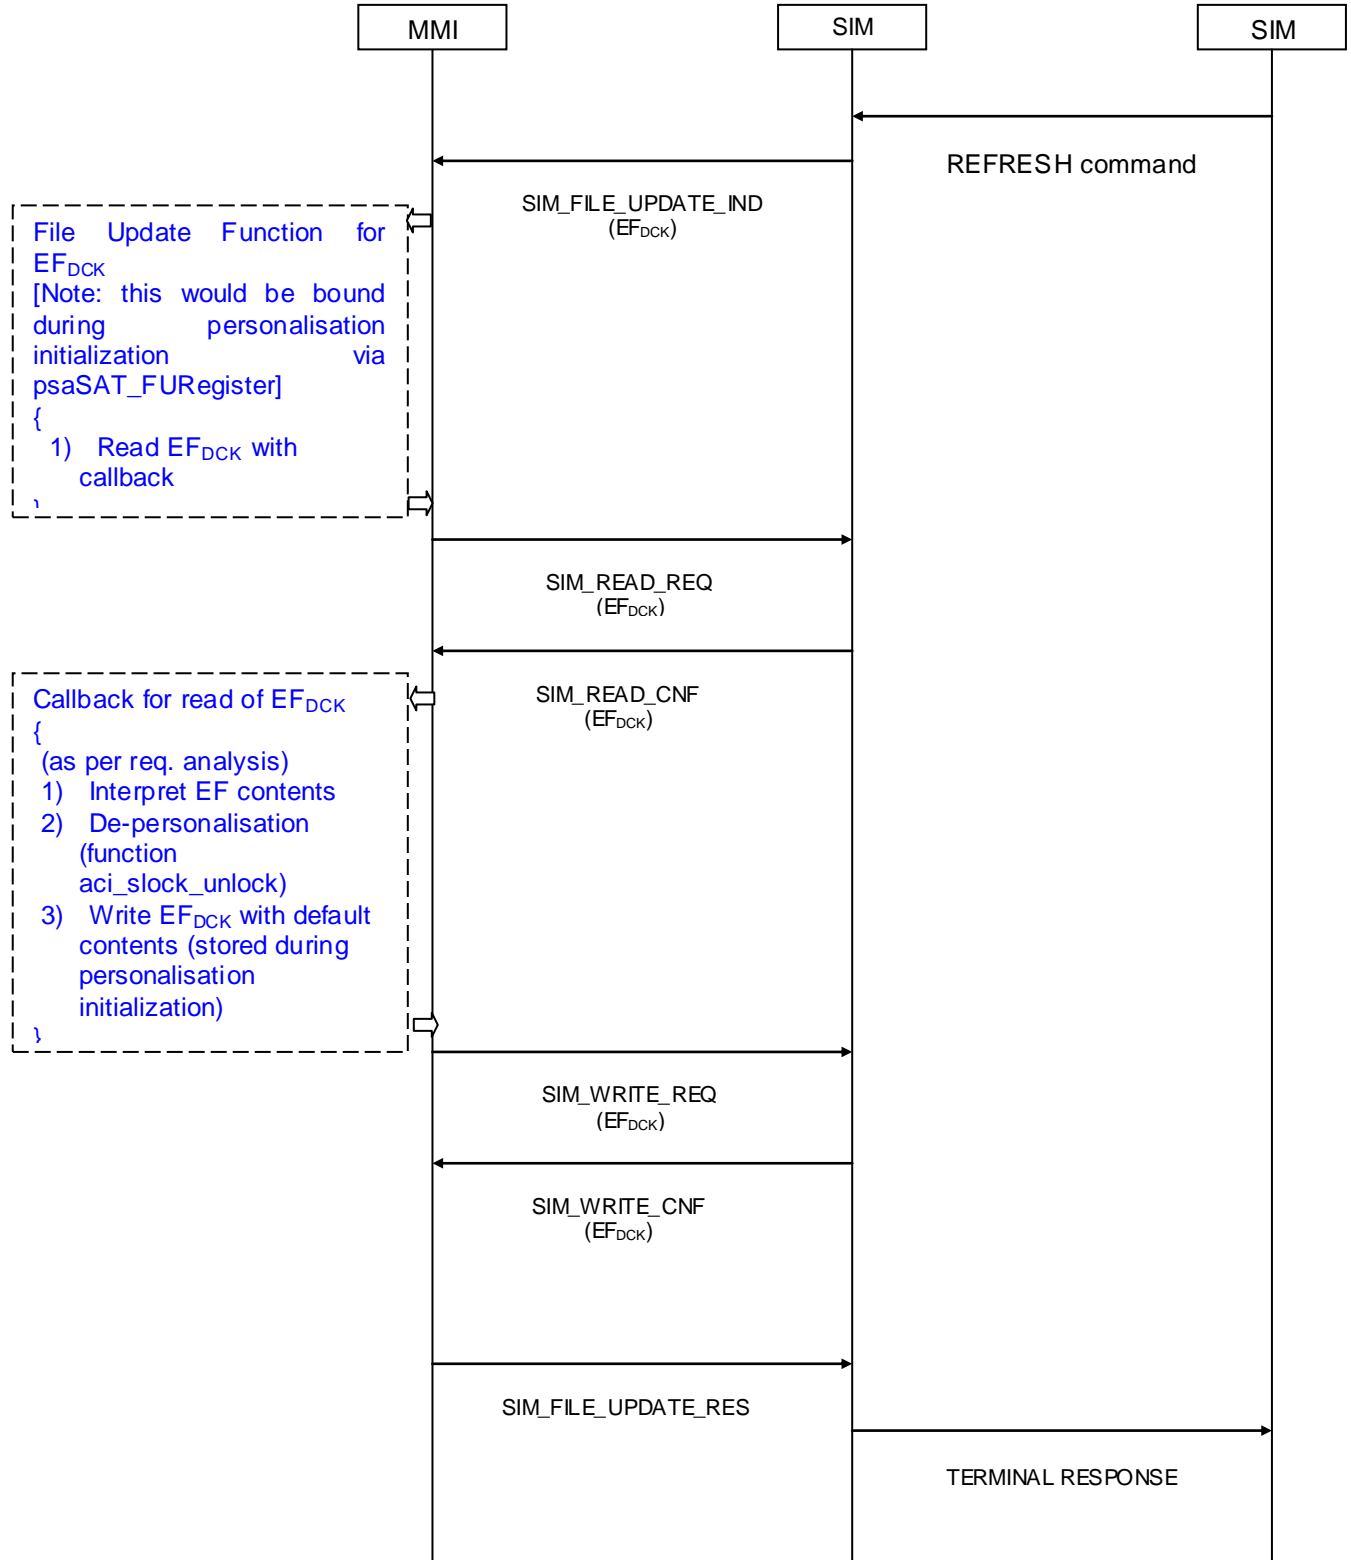 MMI
SIM
SIM
REFRESH command
SIM_FILE_UPDATE_IND
(EFDCK)
File Update Function for
EFDCK
[Note: this would be bound
during personalisation
initialization via
psaSAT_FURegister]
{
1) Read EFDCK with
callback
}
SIM_READ_REQ
(EFDCK)
SIM_READ_CNF
(EFDCK)
Callback for read of EFDCK
{
(as per req. analysis)
1) Interpret EF contents
2) De-personalisation
(function
aci_slock_unlock)
3) Write EFDCK with default
contents (stored during
personalisation
initialization)
}
SIM_WRITE_REQ
(EFDCK)
SIM_WRITE_CNF
(EFDCK)
SIM_FILE_UPDATE_RES
TERMINAL RESPONSE